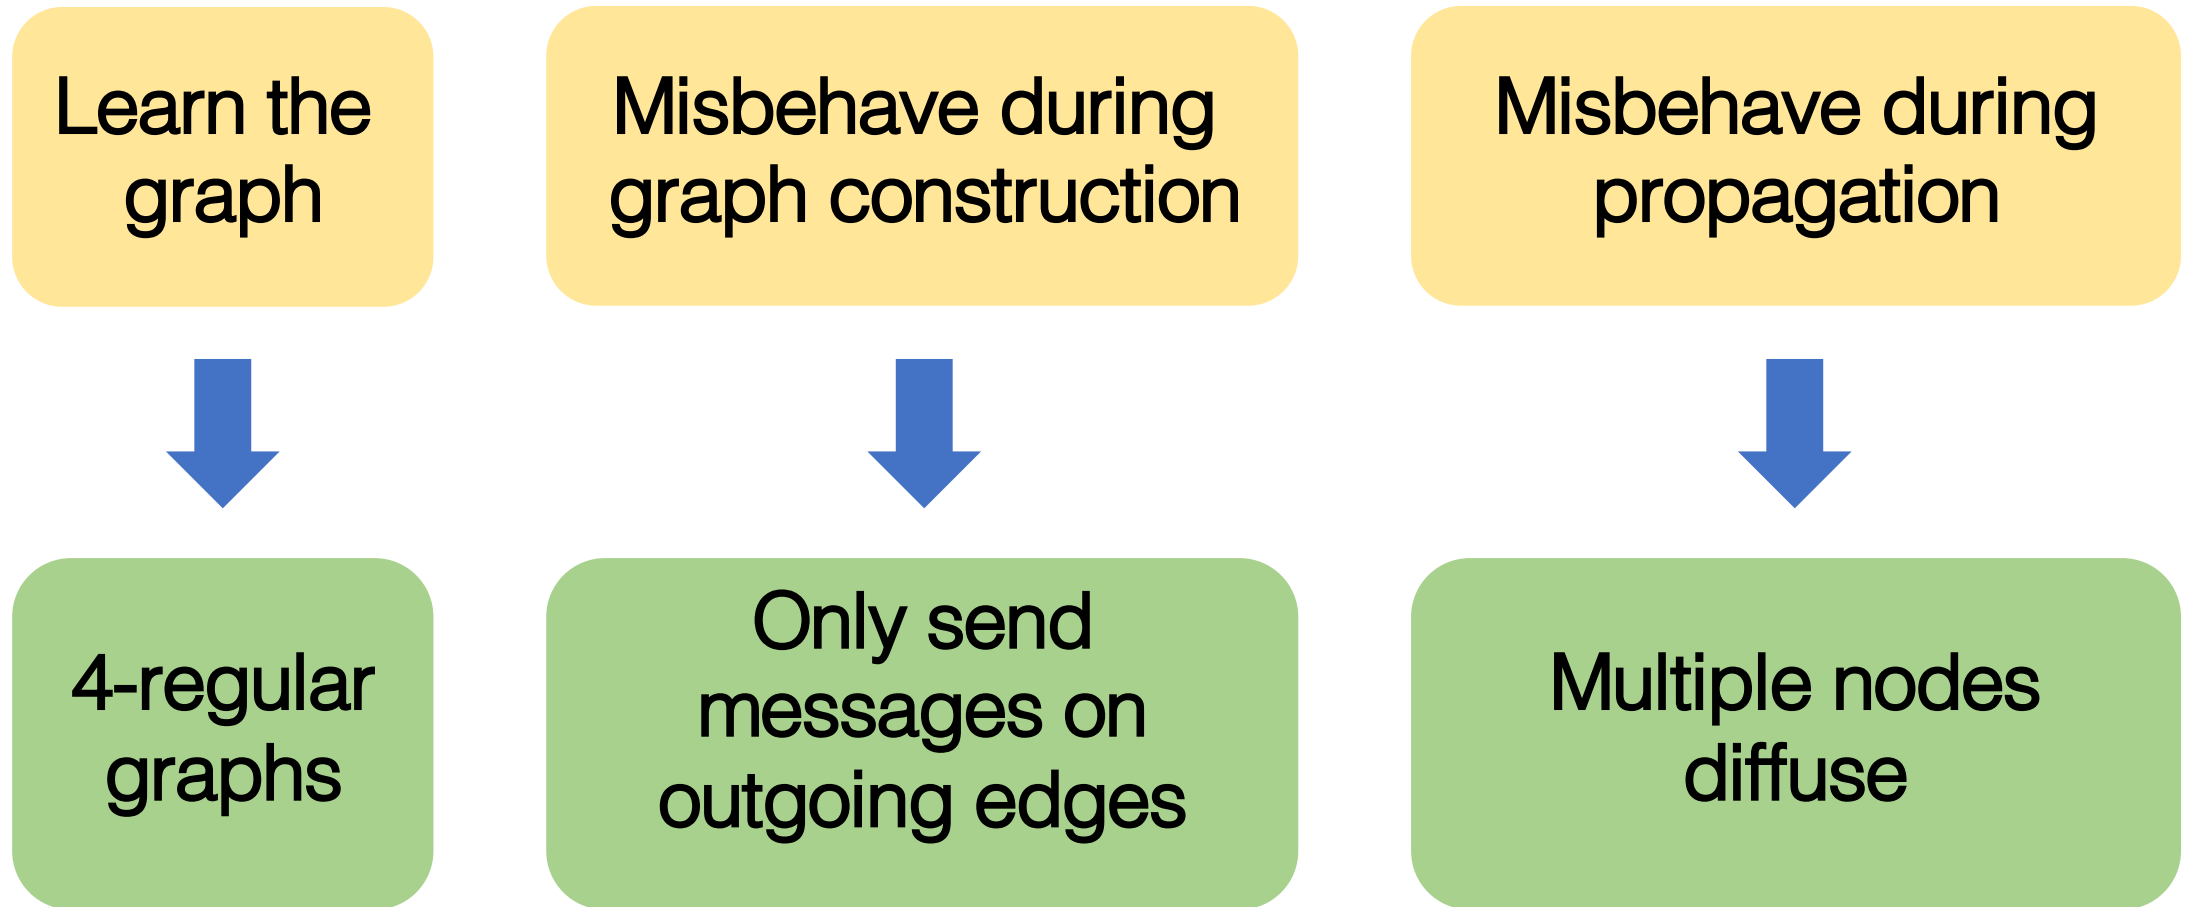 Learn the
graph
Misbehave during
graph construction
Misbehave during
propagation
4-regular
graphs
Only send
messages on
outgoing edges
Multiple nodes
diffuse